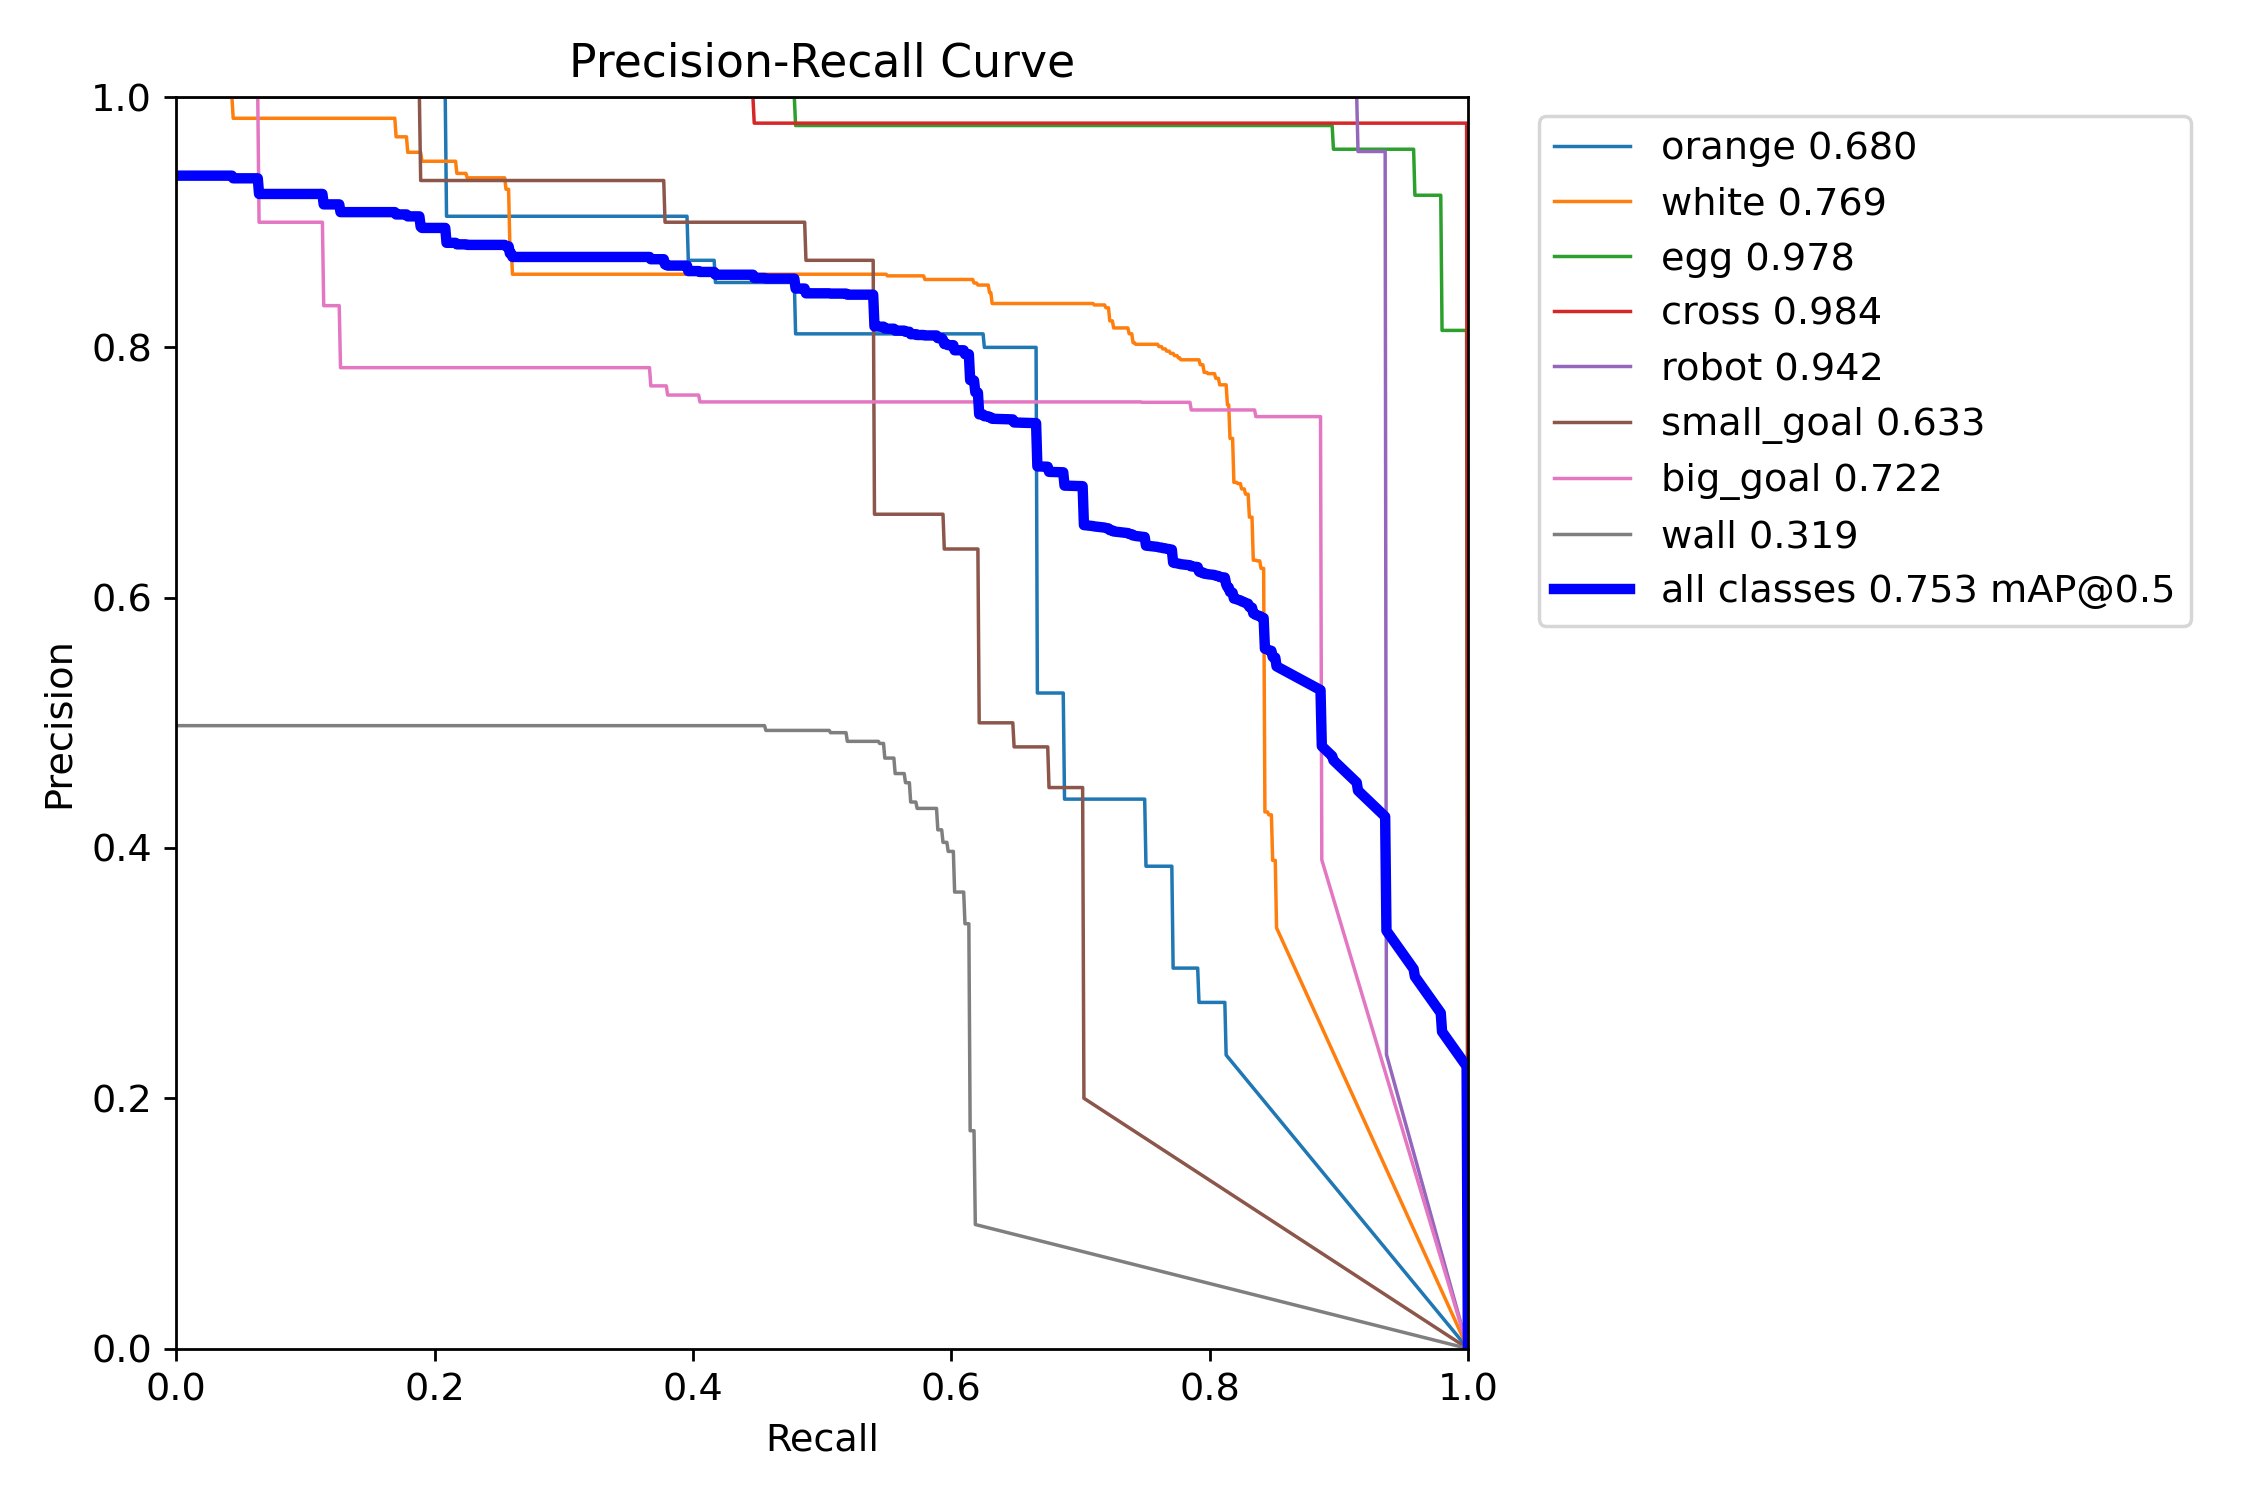 Precision-Recall Curve
1.0
0.8
0.6
0.4
0.2
0.0
Precision
0.0 0.2 0.4 0.6 0.8 1.0
Recall
orange 0.680
white 0.769
egg 0.978
cross 0.984
robot 0.942
small_goal 0.633
big_goal 0.722
wall 0.319
all classes 0.753 mAP@0.5